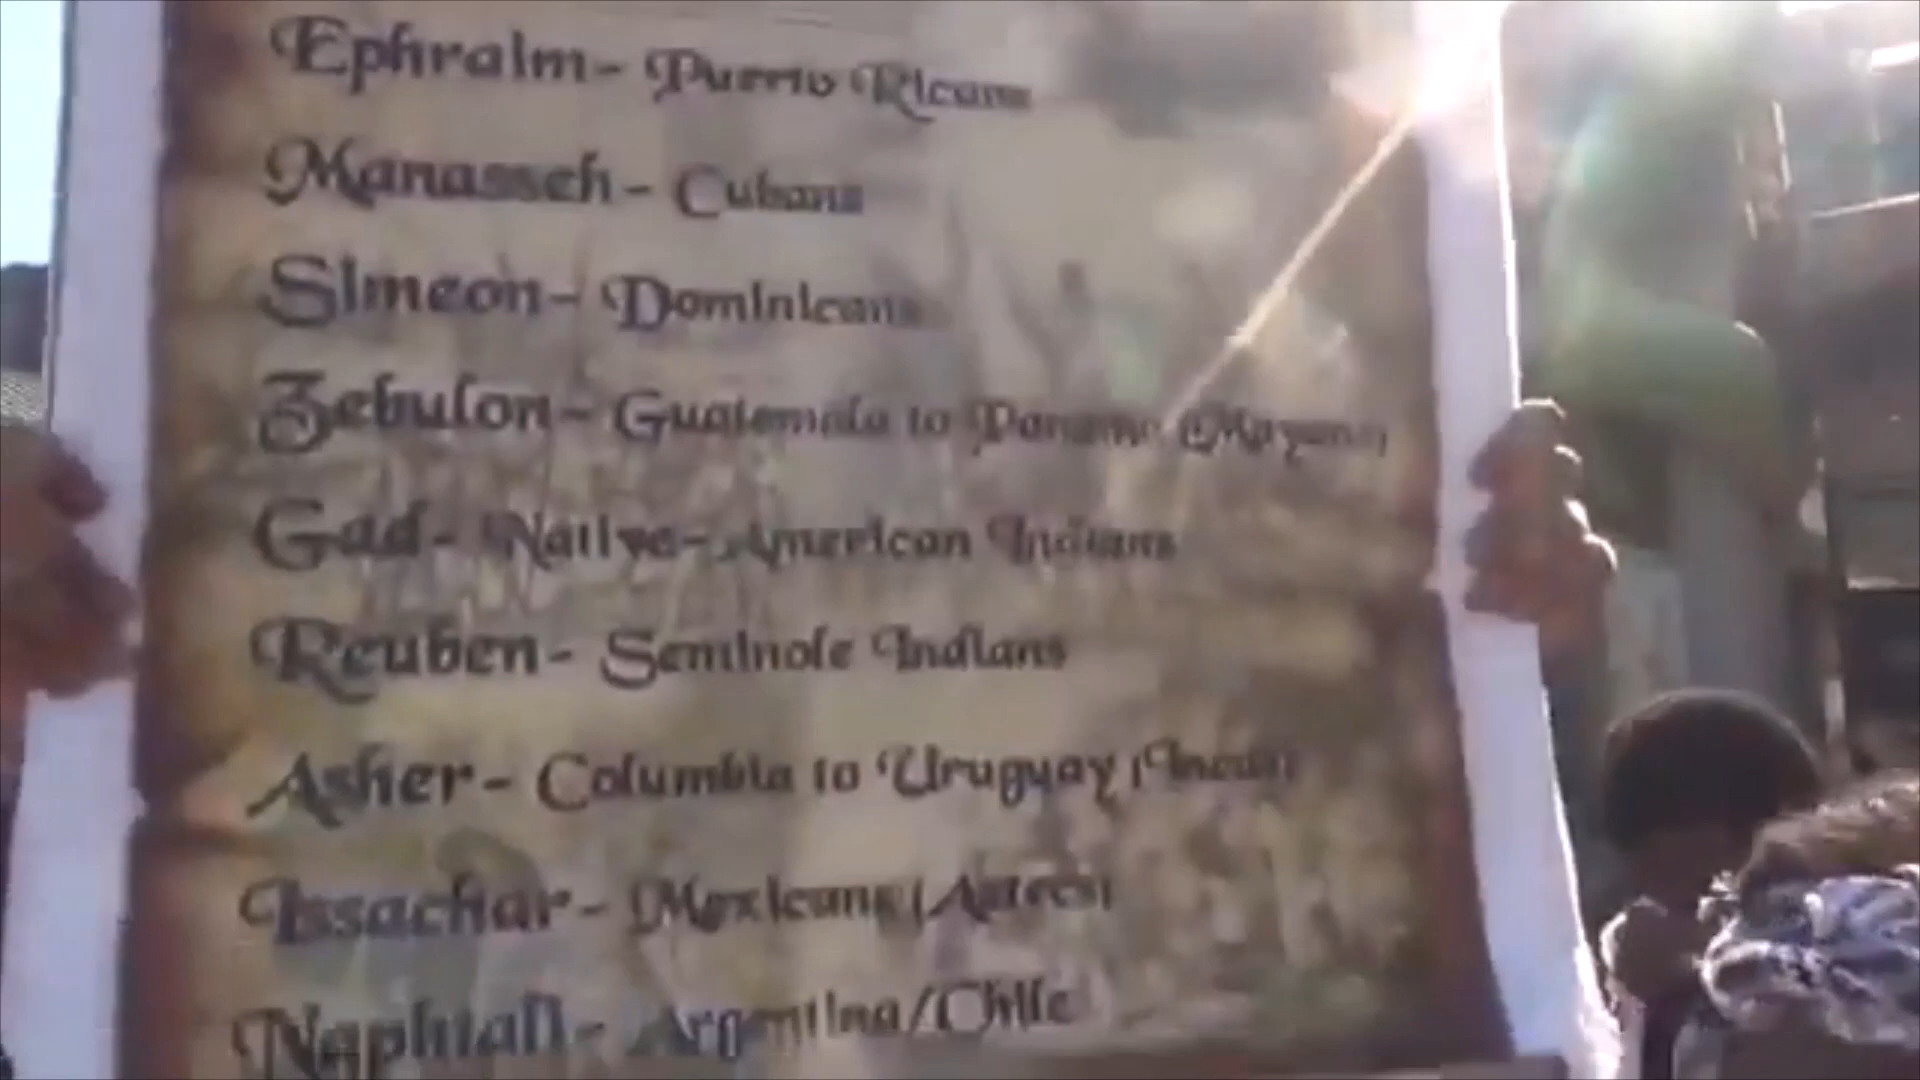 Ephraim- Puerto Ricans
Manasseh- Cubans
Simeon- Dominicans
Zebulon- Guatemala to Panama (Mayans)
Gad- Native-American Indians
Reuben- Seminole Indians
Asher- Columbia to Uruguay (Incas)
Issachar- Mexicans (Aztecs)
Naphtali- Argentina/Chile